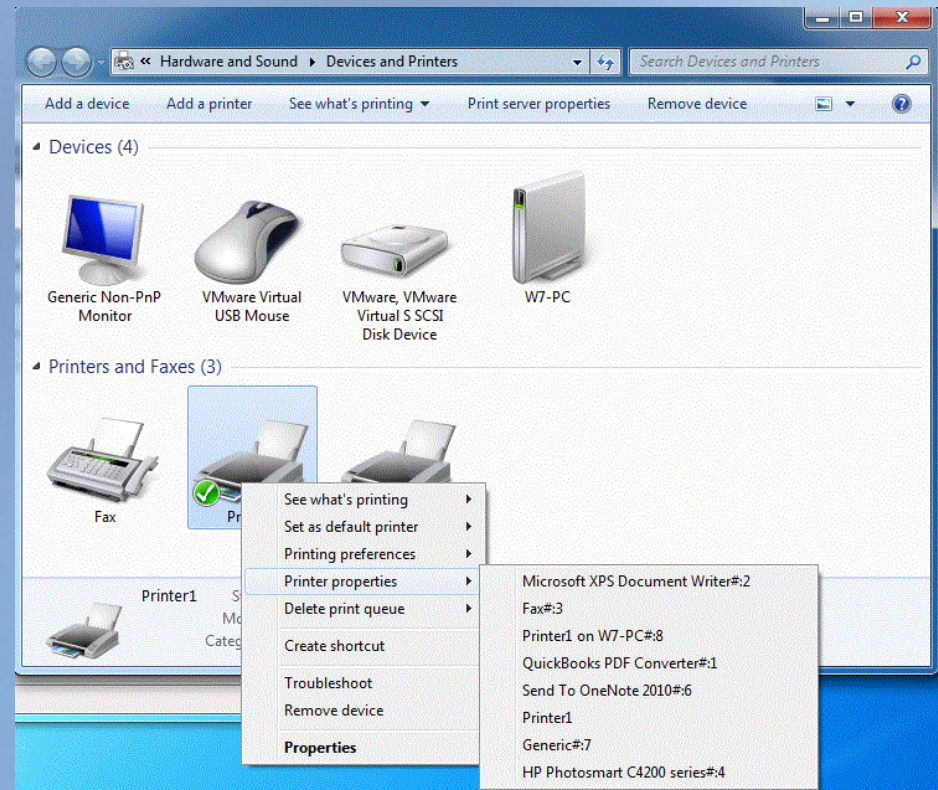 « Hardware and Sound ▸ Devices and Printers
Search Devices and Printers
Add a device Add a printer See what's printing Print server properties Remove device
Devices (4)
Generic Non-PnP
Monitor
VMware Virtual
USB Mouse
VMware, VMware
Virtual S SCSI
Disk Device
W7-PC
Printers and Faxes (3)
Fax
Pr
See what's printing
Set as default printer
Printing preferences
Printer properties
Delete print queue
Create shortcut
Troubleshoot
Remove device
Properties
Microsoft XPS Document Writer#:2
Fax#:3
Printer1 on W7-PC#:8
QuickBooks PDF Converter#:1
Send To OneNote 2010#:6
Printer1
Generic#:7
HP Photosmart C4200 series#:4
Printer1 S
Mo
Categ